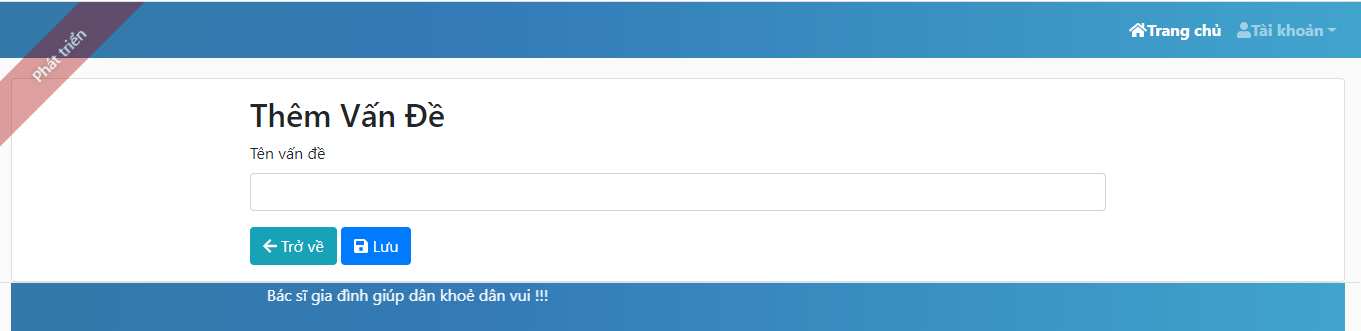 Phát triển
Trang chủ Tài khoản
Thêm Vấn Đề
Tên vấn đề
Trở về Lưu
Bác sĩ gia đình giúp dân khoẻ dân vui !!!